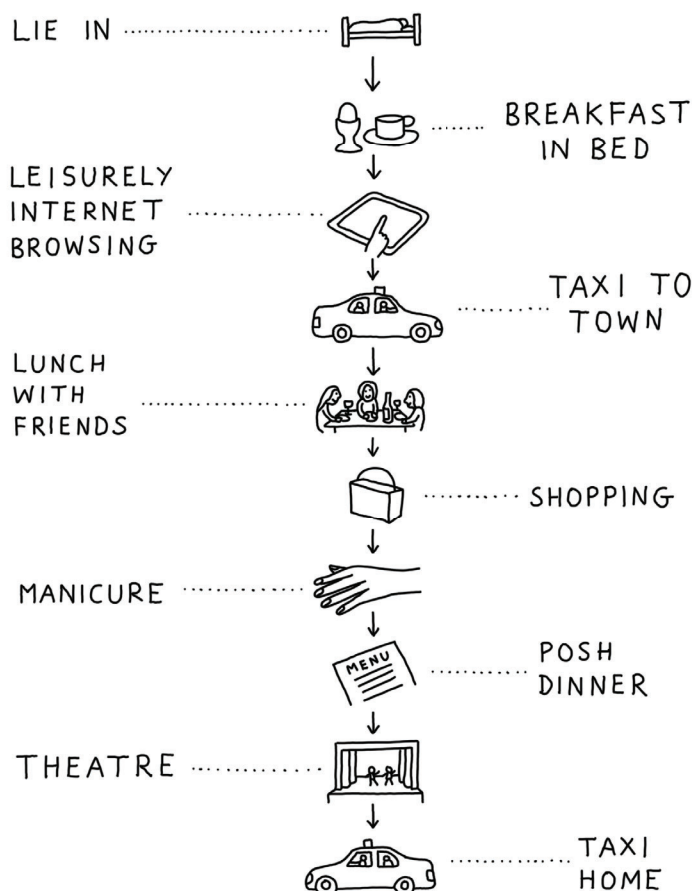 LIE IN
BREAKFAST
IN BED
LEISURELY
INTERNET
BROWSING
TAXI TO
TOWN
LUNCH
WITH
FRIENDS
SHOPPING
MANICURE
MENU
POSH
DINNER
THEATRE
TAXI
HOME